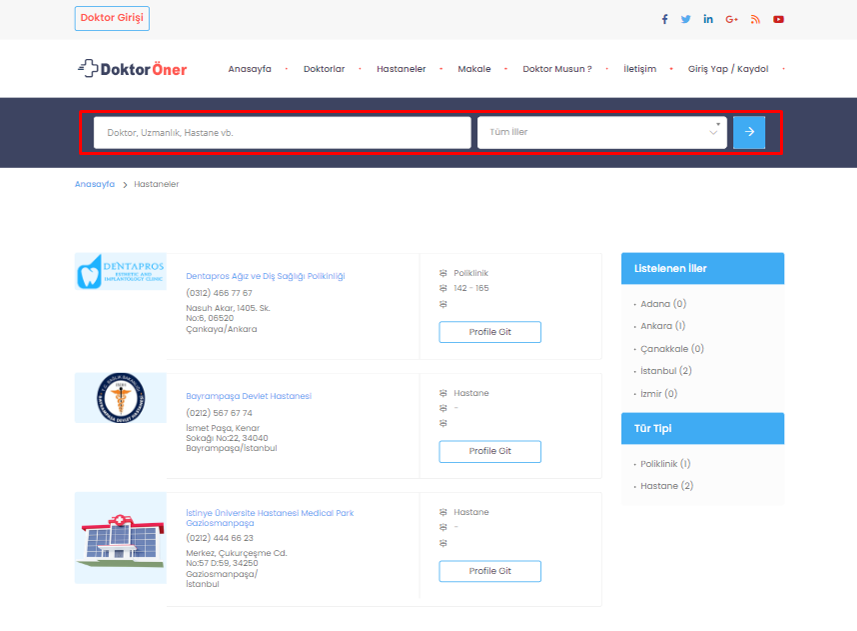 Doktor Girişi
DoktorÖner
Anasayfa
Doktorlar
Hastaneler
Makale
Doktor Musun ?
İletişim
Giriş Yap / Kaydol
Doktor, Uzmanlık, Hastane vb.
Tüm İller
Anasayfa > Hastaneler
DENTAPROS
ESTHETIC AND
IMPLANTOLOGY CLINIC
Dentapros Ağız ve Diş Sağlığı Polikinliği
(0312) 466 77 67
Nasuh Akar, 1405. Sk.
No:6, 06520
Çankaya/Ankara
Poliklinik
142 - 165
Profile Git
Bayrampaşa Devlet Hastanesi
(0212) 567 67 74
İsmet Paşa, Kenar
Sokağı No:22, 34040
Bayrampaşa/İstanbul
Hastane
-
Profile Git
İstinye Üniversite Hastanesi Medical Park
Gaziosmanpaşa
(0212) 444 66 23
Merkez, Çukurçeşme Cd.
No:57 D:59, 34250
Gaziosmanpaşa/
İstanbul
Hastane
-
Profile Git
Listelenen İller
Adana (0)
Ankara (1)
Çanakkale (0)
Istanbul (2)
Izmir (0)
Tür Tipi
Poliklinik (1)
Hastane (2)